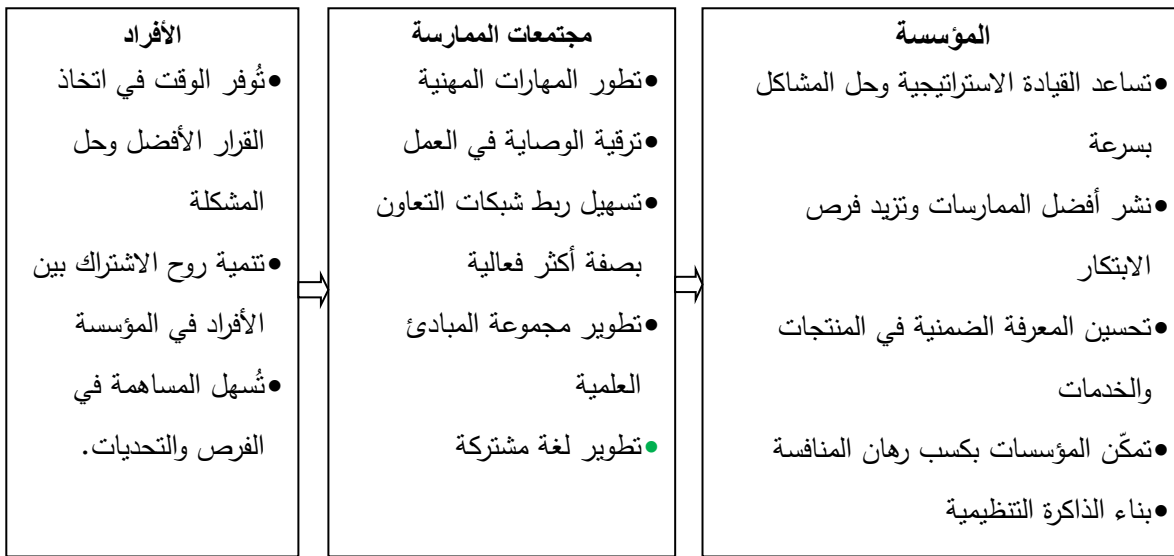 الأفراد
•تُوفر الوقت في اتخاذ
القرار الأفضل وحل
المشكلة
•تنمية روح الاشتراك بين
الأفراد في المؤسسة
•تُسهل المساهمة في
الفرص والتحديات.
مجتمعات الممارسة
•تطور المهارات المهنية
•ترقية الوصاية في العمل
•تسهيل ربط شبكات التعاون
بصفة أكثر فعالية
•تطوير مجموعة المبادئ
العلمية
•تطوير لغة مشتركة
المؤسسة
•تساعد القيادة الاستراتيجية وحل المشاكل
بسرعة
•نشر أفضل الممارسات وتزيد فرص
الابتكار
•تحسين المعرفة الضمنية في المنتجات
والخدمات
•تمكّن المؤسسات بكسب رهان المنافسة
•بناء الذاكرة التنظيمية